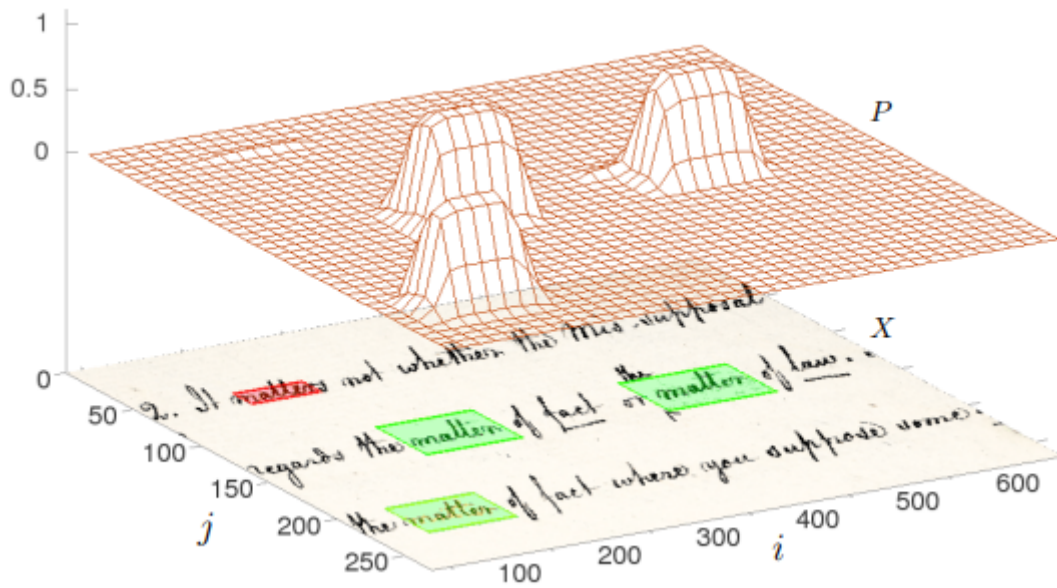 1
0.5
0
P
2. It matters not whether the Mis-supposal
X
the
regards the matter of fact or matter of law.
the matter of fact where you suppose some
0
50
100
150
200
250
j
100
200
300
400
500
600
i